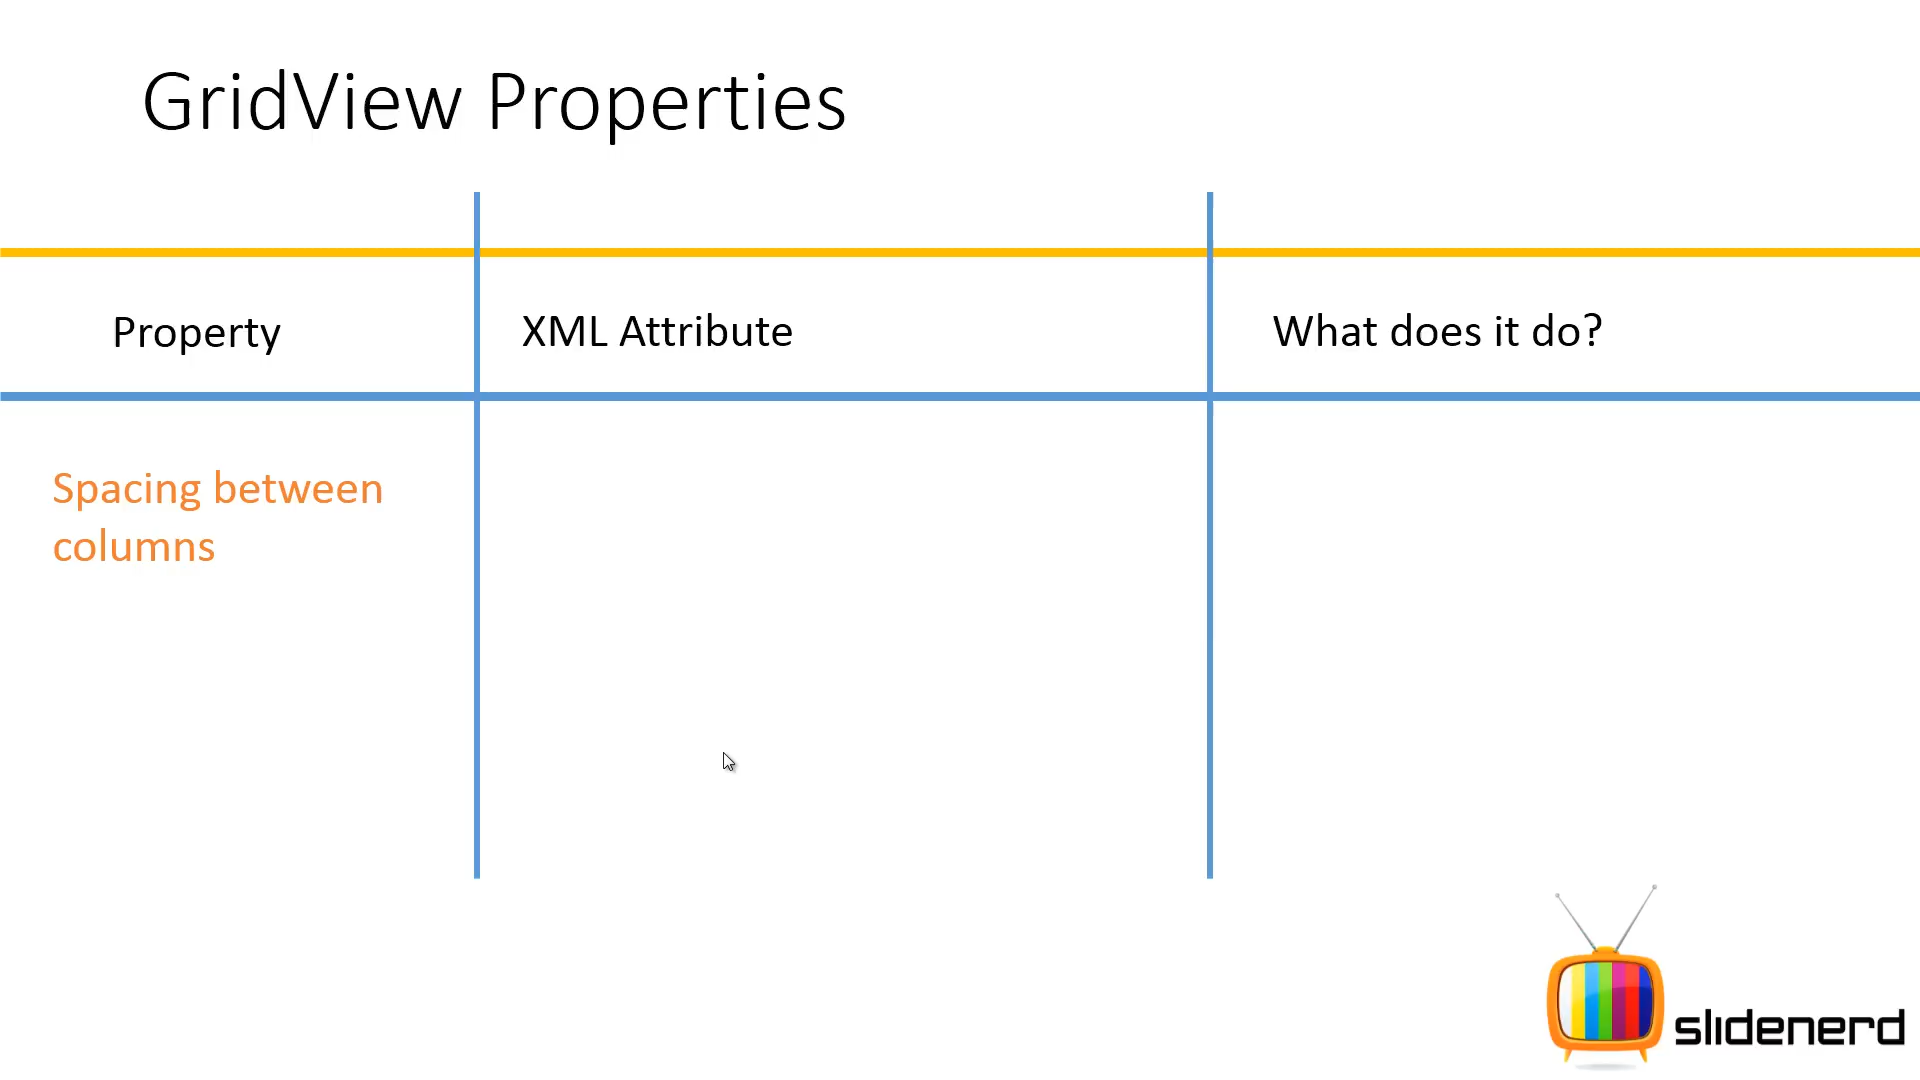 GridView Properties
Property
XML Attribute
What does it do?
Spacing between
columns
slidenerd